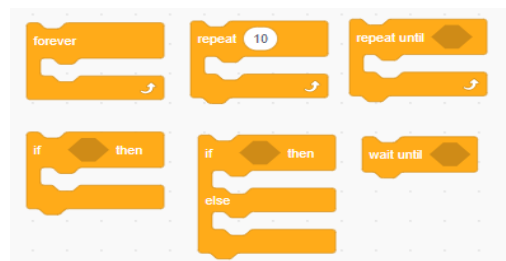 forever
repeat 10
repeat until
if then
if then
else
wait until